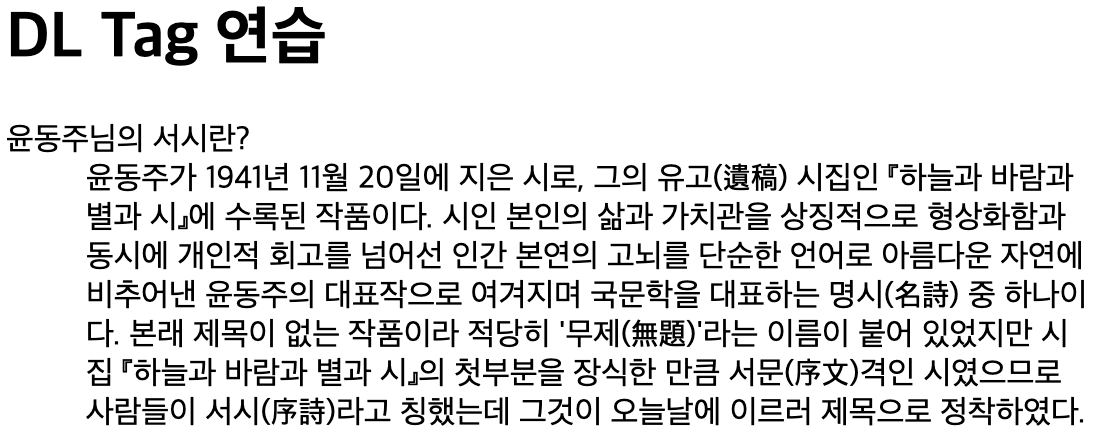 DL Tag 연습
윤동주님의 서시란?
윤동주가 1941년 11월 20일에 지은 시로, 그의 유고(遺稿) 시집인 『하늘과 바람과
별과 시』에 수록된 작품이다. 시인 본인의 삶과 가치관을 상징적으로 형상화함과
동시에 개인적 회고를 넘어선 인간 본연의 고뇌를 단순한 언어로 아름다운 자연에
비추어낸 윤동주의 대표작으로 여겨지며 국문학을 대표하는 명시(名詩) 중 하나이
다. 본래 제목이 없는 작품이라 적당히 '무제(無題)'라는 이름이 붙어 있었지만 시
집 『하늘과 바람과 별과 시』의 첫부분을 장식한 만큼 서문(序文)격인 시였으므로
사람들이 서시(序詩)라고 칭했는데 그것이 오늘날에 이르러 제목으로 정착하였다.